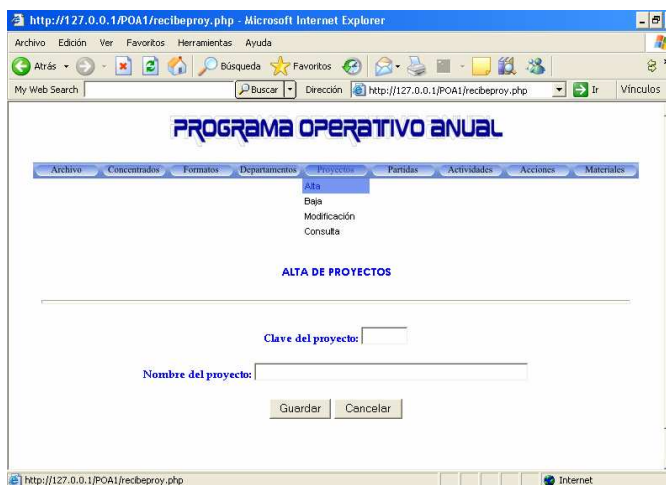 http://127.0.0.1/POA1/recibeproy.php - Microsoft Internet Explorer
Archivo Edición Ver Favoritos Herramientas Ayuda
Atrás Búsqueda Favoritos
My Web Search Buscar Dirección http://127.0.0.1/POA1/recibeproy.php Ir Vínculos
PROGRAMA OPERATIVO ANUAL
Archivo Concentrados Formatos Departamentos Proyectos Partidas Actividades Acciones Materiales
Alta
Baja
Modificación
Consulta
ALTA DE PROYECTOS
Clave del proyecto:
Nombre del proyecto:
Guardar Cancelar
http://127.0.0.1/POA1/recibeproy.php Internet